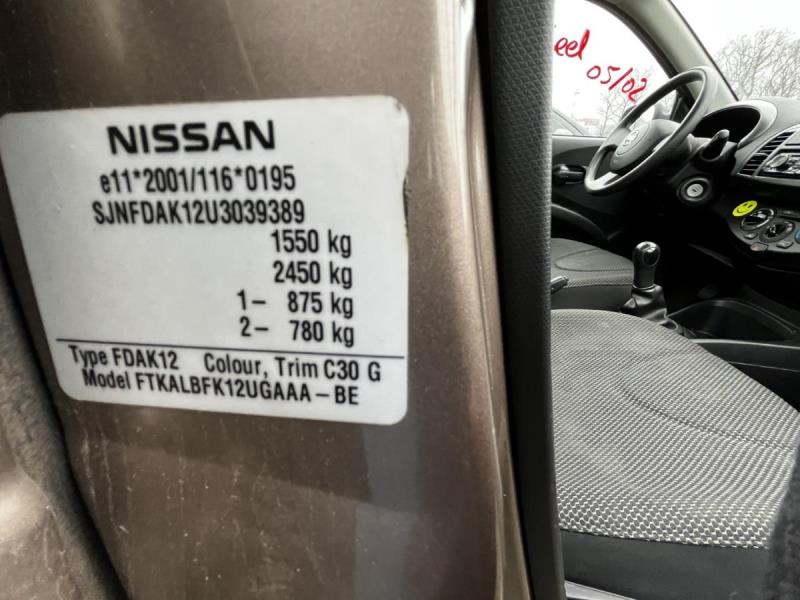 NISSAN
e11*2001/116*0195
SJNFDAK12U3039389
1550 kg
2450 kg
1- 875 kg
2- 780 kg
Type FDAK12 Colour, Trim C30 G
Model FTKALBFK12UGAAA-BE
eel
05/02